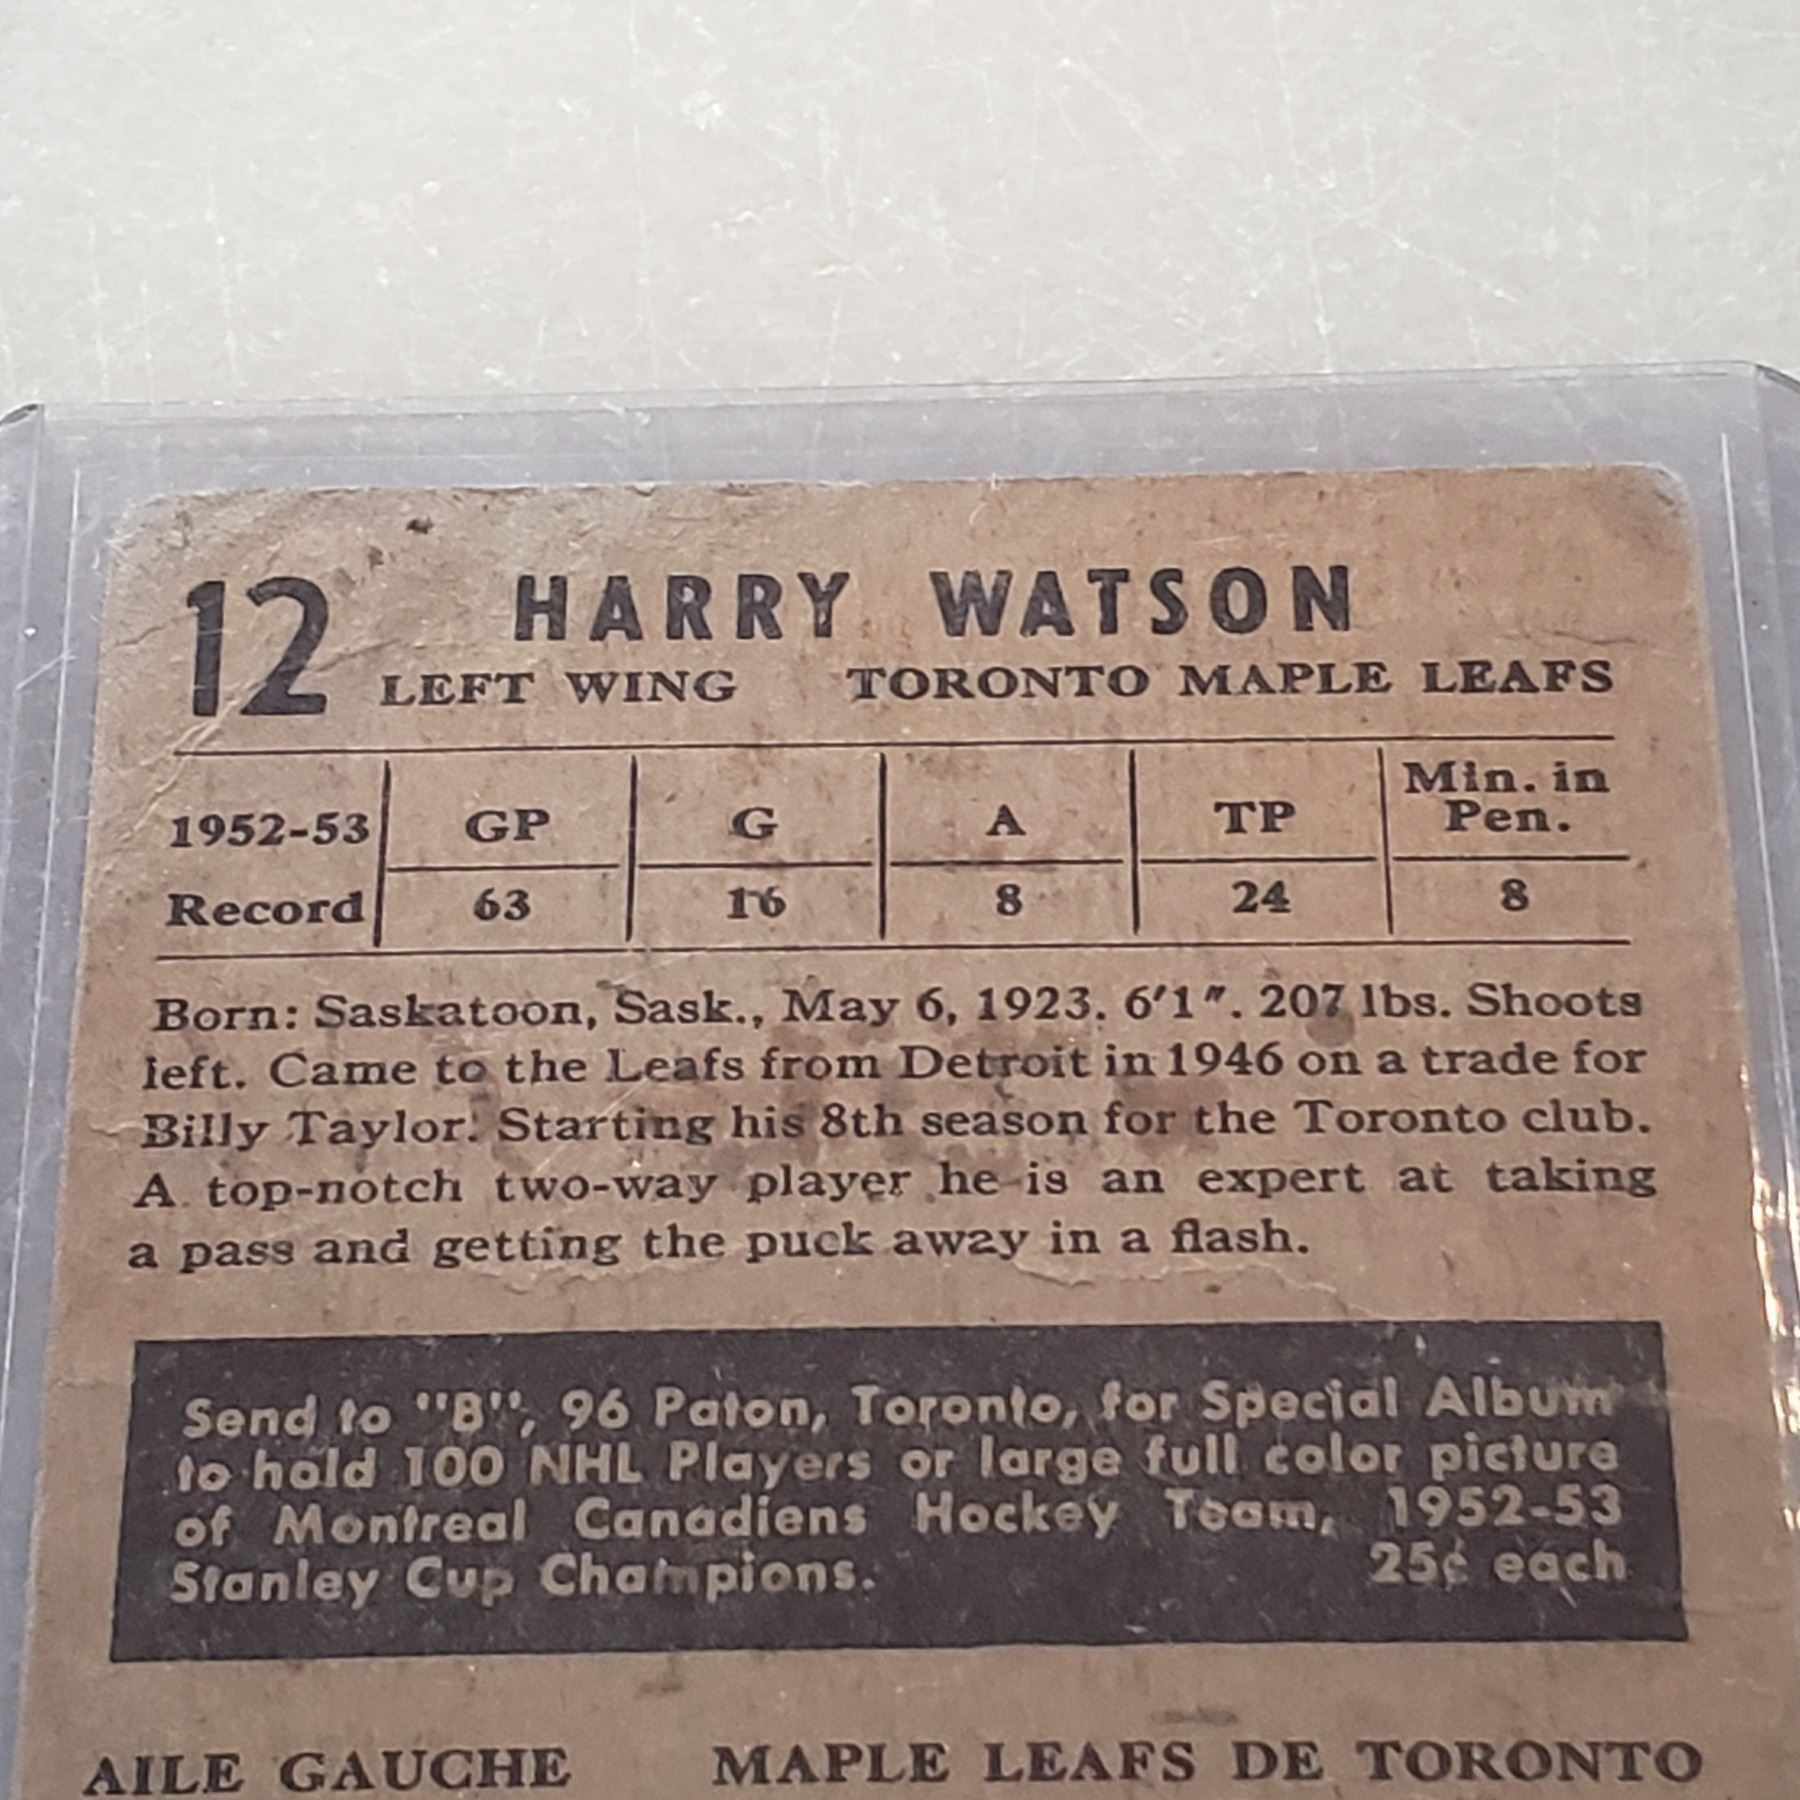 12 HARRY WATSON
LEFT WING TORONTO MAPLE LEAFS
1952-53 GP G A TP Min. in Pen.
Record 63 16 8 24 8
Born: Saskatoon, Sask., May 6, 1923. 6'1". 207 lbs. Shoots
left. Came to the Leafs from Detroit in 1946 on a trade for
Billy Taylor. Starting his 8th season for the Toronto club.
A top-notch two-way player he is an expert at taking
a pass and getting the puck away in a flash.
Send to "B", 96 Paton, Toronto, for Special Album
to hold 100 NHL Players or large full color picture
of Montreal Canadiens Hockey Team, 1952-53
Stanley Cup Champions. 25¢ each
AILE GAUCHE MAPLE LEAFS DE TORONTO